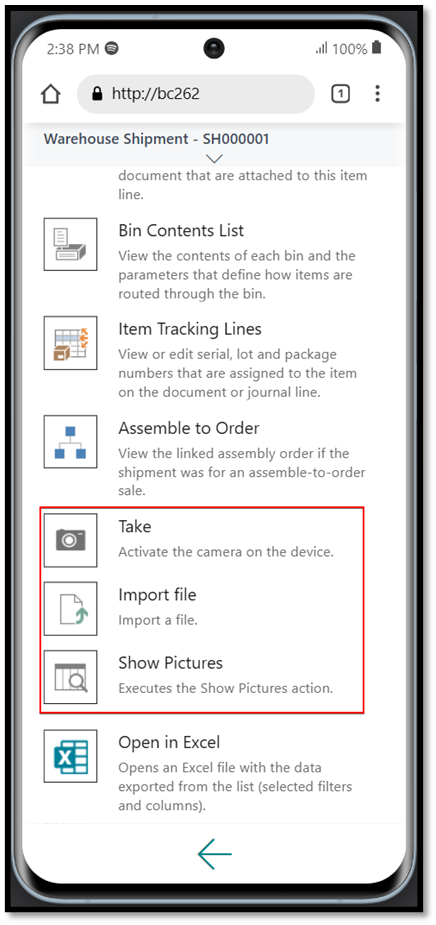 2:38 PM
100%
http://bc262
1
Warehouse Shipment - SH000001
document that are attached to this item
line.
Bin Contents List
View the contents of each bin and the
parameters that define how items are
routed through the bin.
Item Tracking Lines
View or edit serial, lot and package
numbers that are assigned to the item
on the document or journal line.
Assemble to Order
View the linked assembly order if the
shipment was for an assemble-to-order
sale.
Take
Activate the camera on the device.
Import file
Import a file.
Show Pictures
Executes the Show Pictures action.
Open in Excel
Opens an Excel file with the data
exported from the list (selected filters
and columns).